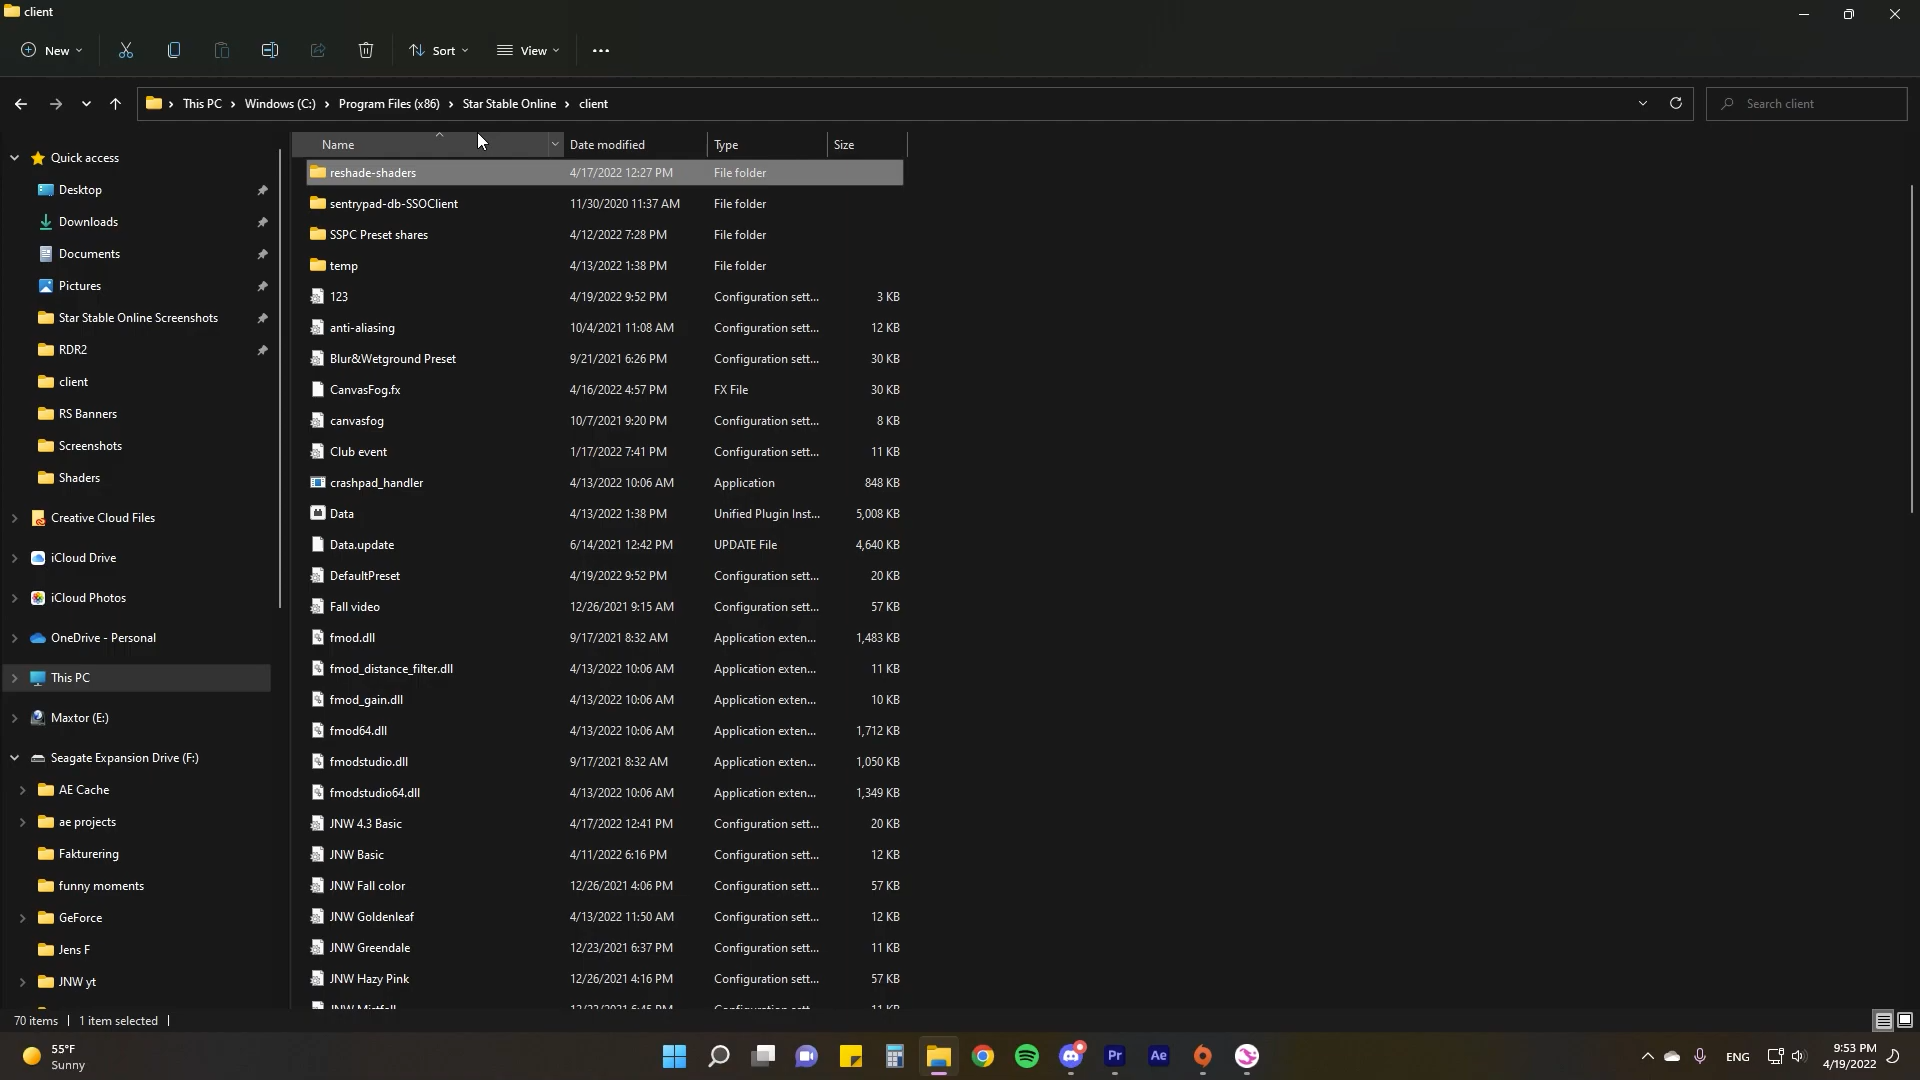 client
New
Sort
View
This PC > Windows (C:) > Program Files (x86) > Star Stable Online > client
Search client
Name Date modified Type Size
Quick access
Desktop
Downloads
Documents
Pictures
Star Stable Online Screenshots
RDR2
client
RS Banners
Screenshots
Shaders
Creative Cloud Files
iCloud Drive
iCloud Photos
OneDrive - Personal
This PC
Maxtor (E:)
Seagate Expansion Drive (F:)
AE Cache
ae projects
Fakturering
funny moments
GeForce
Jens F
JNW yt
reshade-shaders 4/17/2022 12:27 PM File folder
sentrypad-db-SSOClient 11/30/2020 11:37 AM File folder
SSPC Preset shares 4/12/2022 7:28 PM File folder
temp 4/13/2022 1:38 PM File folder
123 4/19/2022 9:52 PM Configuration sett... 3 KB
anti-aliasing 10/4/2021 11:08 AM Configuration sett... 12 KB
Blur&Wetground Preset 9/21/2021 6:26 PM Configuration sett... 30 KB
CanvasFog.fx 4/16/2022 4:57 PM FX File 30 KB
canvasfog 10/7/2021 9:20 PM Configuration sett... 8 KB
Club event 1/17/2022 7:41 PM Configuration sett... 11 KB
crashpad_handler 4/13/2022 10:06 AM Application 848 KB
Data 4/13/2022 1:38 PM Unified Plugin Inst... 5,008 KB
Data.update 6/14/2021 12:42 PM UPDATE File 4,640 KB
DefaultPreset 4/19/2022 9:52 PM Configuration sett... 20 KB
Fall video 12/26/2021 9:15 AM Configuration sett... 57 KB
fmod.dll 9/17/2021 8:32 AM Application exten... 1,483 KB
fmod_distance_filter.dll 4/13/2022 10:06 AM Application exten... 11 KB
fmod_gain.dll 4/13/2022 10:06 AM Application exten... 10 KB
fmod64.dll 4/13/2022 10:06 AM Application exten... 1,712 KB
fmodstudio.dll 9/17/2021 8:32 AM Application exten... 1,050 KB
fmodstudio64.dll 4/13/2022 10:06 AM Application exten... 1,349 KB
JNW 4.3 Basic 4/17/2022 12:41 PM Configuration sett... 20 KB
JNW Basic 4/11/2022 6:16 PM Configuration sett... 12 KB
JNW Fall color 12/26/2021 4:06 PM Configuration sett... 57 KB
JNW Goldenleaf 4/13/2022 11:50 AM Configuration sett... 12 KB
JNW Greendale 12/23/2021 6:37 PM Configuration sett... 11 KB
JNW Hazy Pink 12/26/2021 4:16 PM Configuration sett... 57 KB
70 items 1 item selected
55°F
Sunny
Pr Ae
ENG
9:53 PM
4/19/2022